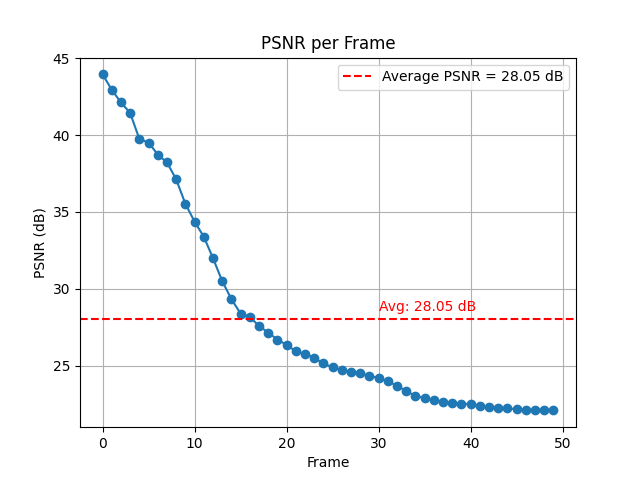 PSNR per Frame
Average PSNR = 28.05 dB
Avg: 28.05 dB
PSNR (dB)
45
40
35
30
25
0 10 20 30 40 50
Frame